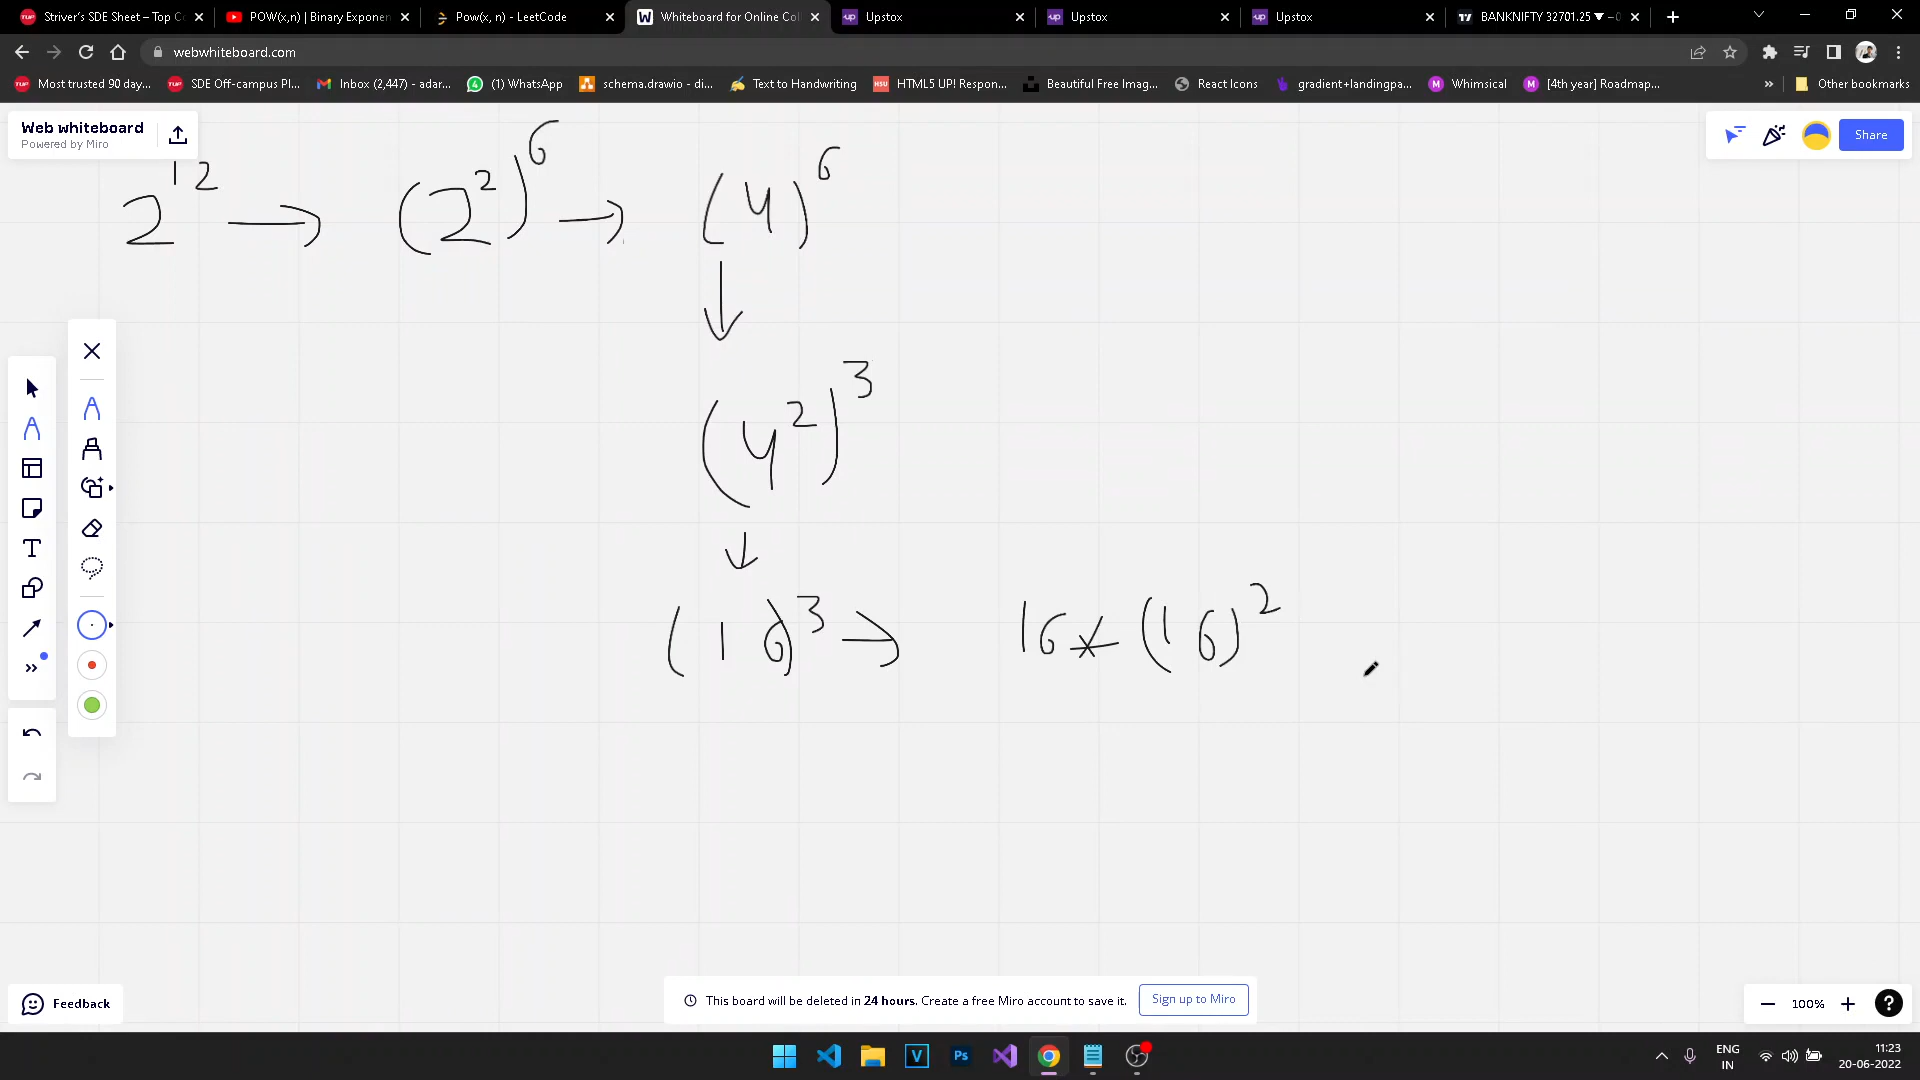 Striver's SDE Sheet – Top C
POW(x,n) | Binary Exponen
Pow(x, n) - LeetCode
Whiteboard for Online Coll
Upstox
Upstox
Upstox
BANKNIFTY 32701.25 ▼ −0
webwhiteboard.com
Most trusted 90 day...
SDE Off-campus Pl...
Inbox (2,447) - adar...
(1) WhatsApp
schema.drawio - di...
Text to Handwriting
HTML5 UP! Respon...
Beautiful Free Imag...
React Icons
gradient+landingpa...
Whimsical
[4th year] Roadmap...
»
Other bookmarks
Web whiteboard
Powered by Miro
Share
2^12 → (2^2)^6 → (4)^6
↓
(4^2)^3
↓
(16)^3 → 16 * (16)^2
Feedback
This board will be deleted in 24 hours. Create a free Miro account to save it.
Sign up to Miro
100%
ENG
IN
11:23
20-06-2022